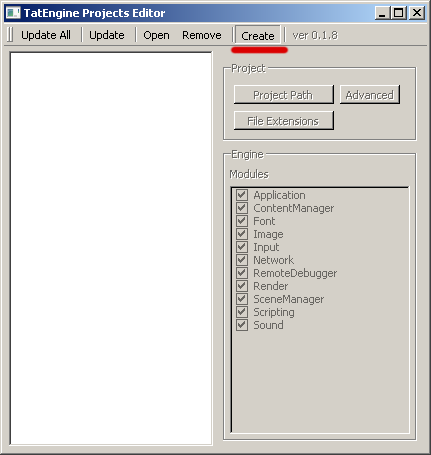 TatEngine Projects Editor
Update All Update Open Remove Create ver 0.1.8
Project
Project Path Advanced
File Extensions
Engine
Modules
Application
ContentManager
Font
Image
Input
Network
RemoteDebugger
Render
SceneManager
Scripting
Sound